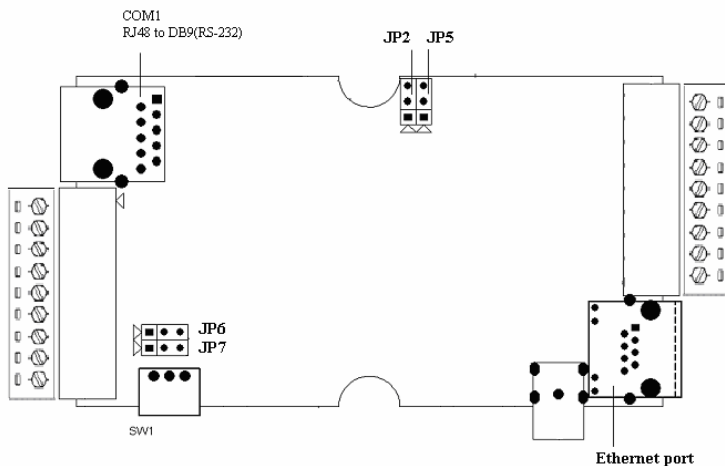 COM1
RJ48 to DB9(RS-232)
JP2 JP5
JP6
JP7
SW1
Ethernet port